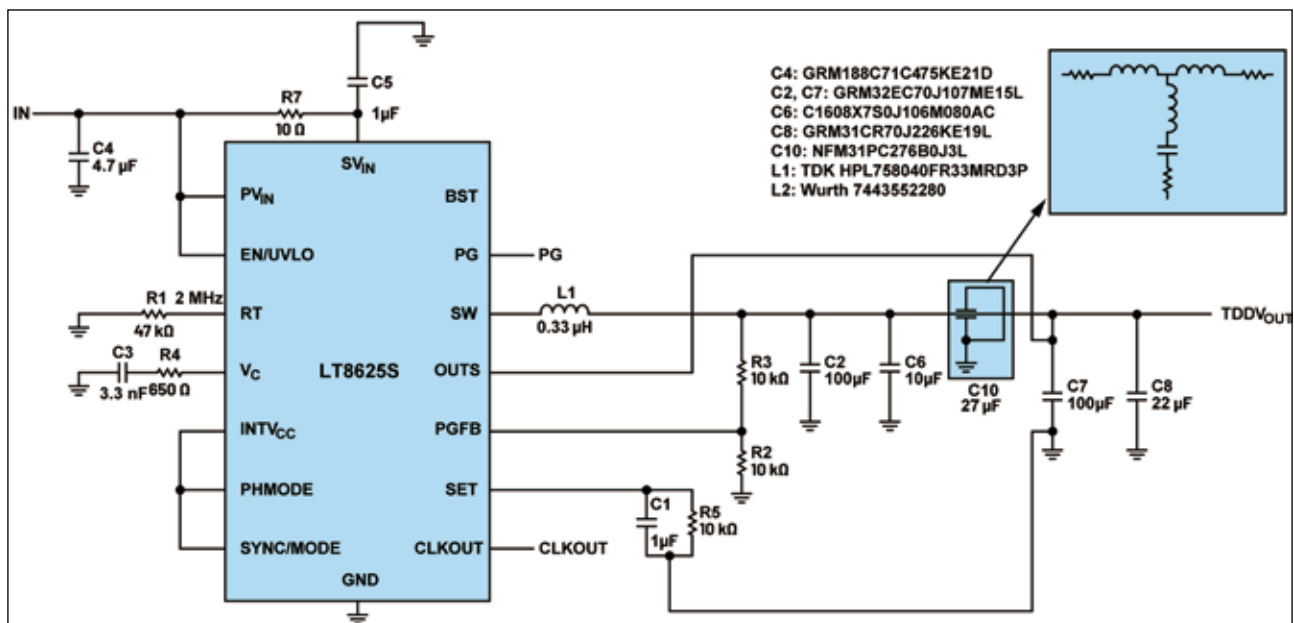 C5
1µF
IN
R7
10 Ω
C4
4.7 µF
C4: GRM188C71C475KE21D
C2, C7: GRM32EC70J107ME15L
C6: C1608X7S0J106M080AC
C8: GRM31CR70J226KE19L
C10: NFM31PC276B0J3L
L1: TDK HPL758040FR33MRD3P
L2: Wurth 7443552280
SVIN
PVIN
BST
EN/UVLO
PG
PG
R1 2 MHz
47 kΩ
RT
SW
L1
0.33 µH
TDDVOUT
C3
3.3 nF
R4
650 Ω
VC
LT8625S
OUTS
R3
10 kΩ
C2
100µF
C6
10µF
C10
27 µF
C7
100µF
C8
22 µF
INTVCC
PGFB
R2
10 kΩ
PHMODE
SET
C1
1µF
R5
10 kΩ
SYNC/MODE
CLKOUT
CLKOUT
GND